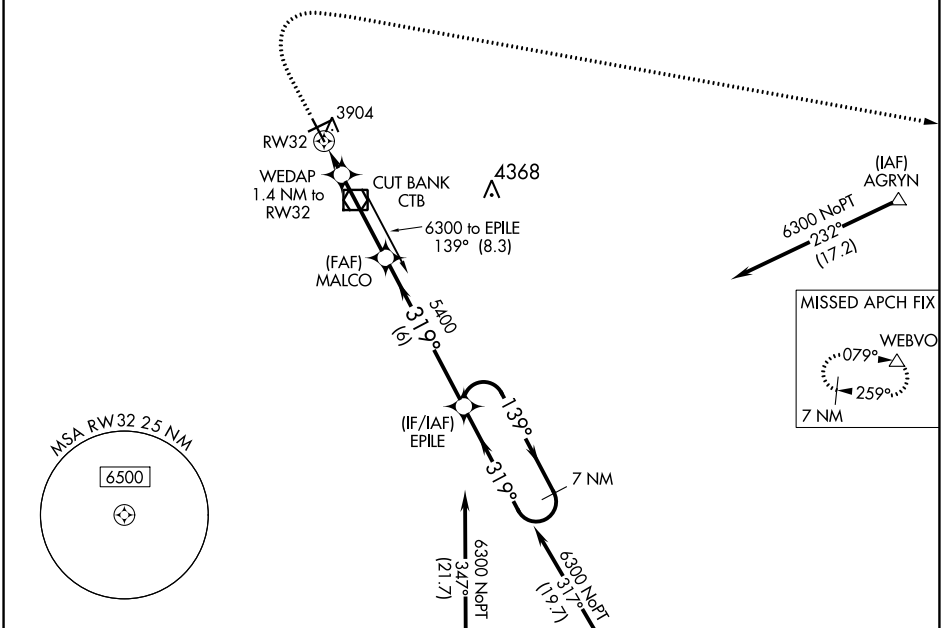 3904
RW32
WEDAP
1.4 NM to
RW32
CUT BANK
CTB
4368
6300 to EPILE
139° (8.3)
(FAF)
MALCO
(IAF)
AGRYN
6300 NoPT
232°
(17.2)
5400
319°
(6)
MISSED APCH FIX
WEBVO
079°
259°
7 NM
(IF/IAF)
EPILE
139°
319°
7 NM
MSA RW32 25 NM
6500
6300 NoPT
347°
(21.7)
6300 NoPT
317°
(19.7)